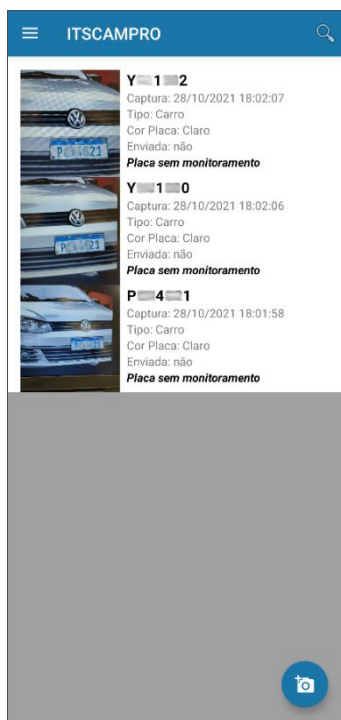 ITSCAMPRO
Captura: 28/10/2021 18:02:07
Tipo: Carro
Cor Placa: Claro
Enviada: não
Placa sem monitoramento
Captura: 28/10/2021 18:02:06
Tipo: Carro
Cor Placa: Claro
Enviada: não
Placa sem monitoramento
Captura: 28/10/2021 18:01:58
Tipo: Carro
Cor Placa: Claro
Enviada: não
Placa sem monitoramento